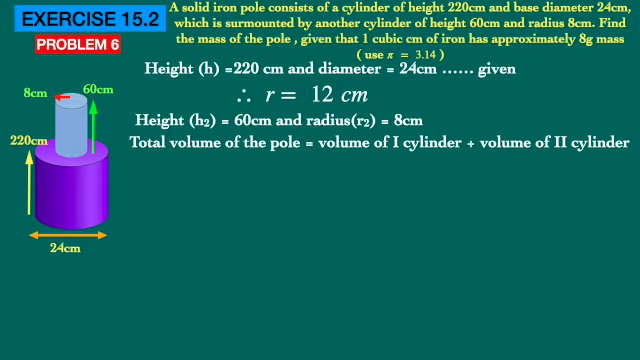 EXERCISE 15.2
PROBLEM 6
A solid iron pole consists of a cylinder of height 220cm and base diameter 24cm,
which is surmounted by another cylinder of height 60cm and radius 8cm. Find
the mass of the pole , given that 1 cubic cm of iron has approximately 8g mass
( use π = 3.14 )
Height (h) =220 cm and diameter = 24cm ...... given
∴ r = 12 cm
Height (h₂) = 60cm and radius(r₂) = 8cm
Total volume of the pole = volume of I cylinder + volume of II cylinder
8cm
60cm
220cm
24cm